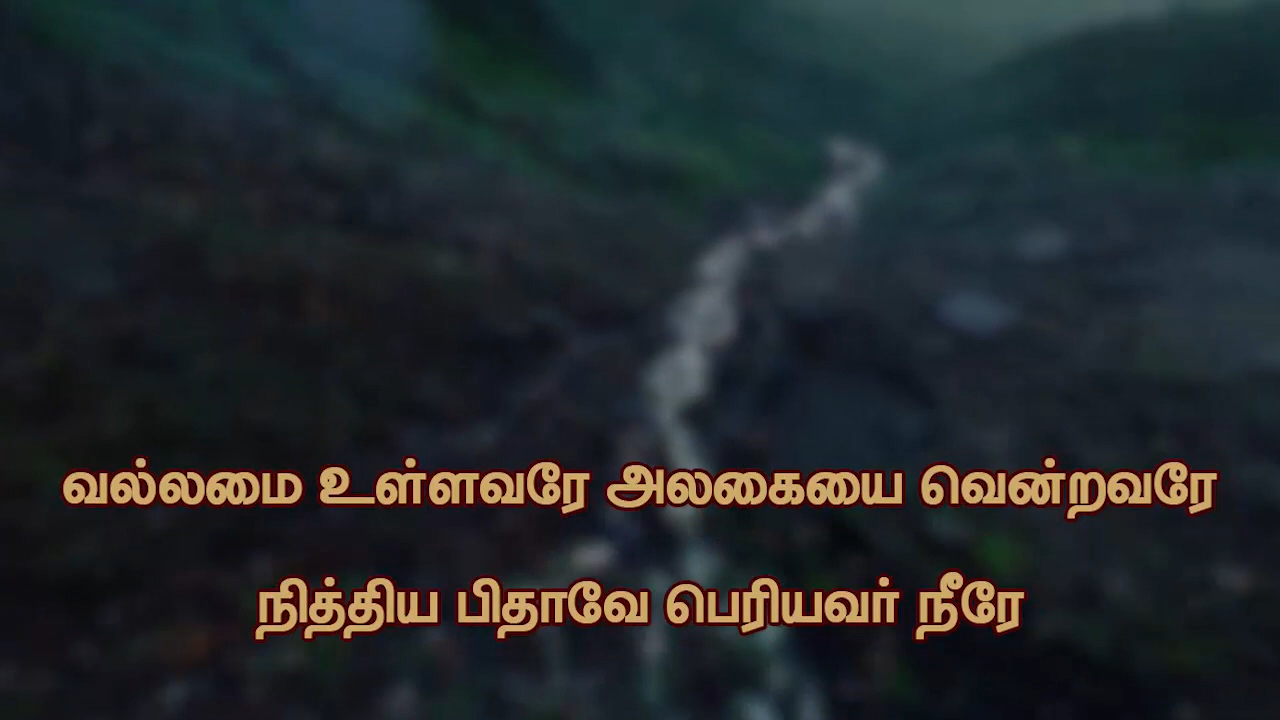 வல்லமை உள்ளவரே அலகையை வென்றவரே
நித்திய பிதாவே பெரியவர் நீரே